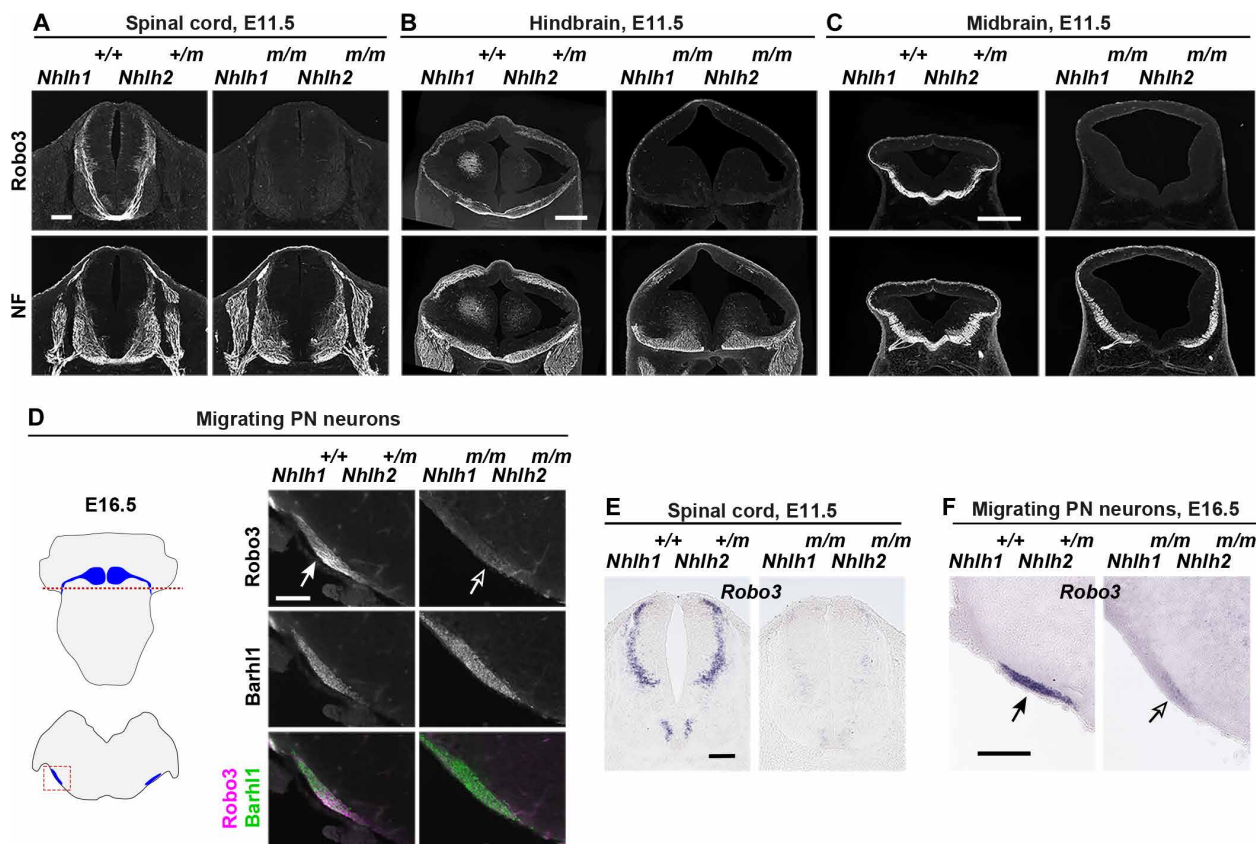 A Spinal cord, E11.5
+/+ +/m m/m m/m
Nhlh1 Nhlh2 Nhlh1 Nhlh2
B Hindbrain, E11.5
+/+ +/m m/m m/m
Nhlh1 Nhlh2 Nhlh1 Nhlh2
C Midbrain, E11.5
+/+ +/m m/m m/m
Nhlh1 Nhlh2 Nhlh1 Nhlh2
Robo3
NF
D Migrating PN neurons
+/+ +/m m/m m/m
Nhlh1 Nhlh2 Nhlh1 Nhlh2
E16.5
Robo3
Barhl1
Robo3
Barhl1
E Spinal cord, E11.5
+/+ +/m m/m m/m
Nhlh1 Nhlh2 Nhlh1 Nhlh2
Robo3
F Migrating PN neurons, E16.5
+/+ +/m m/m m/m
Nhlh1 Nhlh2 Nhlh1 Nhlh2
Robo3